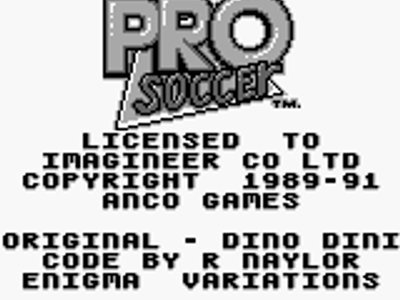 PRO
SOCCER TM.
LICENSED TO
IMAGINEER CO LTD
COPYRIGHT 1989-91
ANCO GAMES
ORIGINAL - DINO DINI
CODE BY R NAYLOR
ENIGMA VARIATIONS